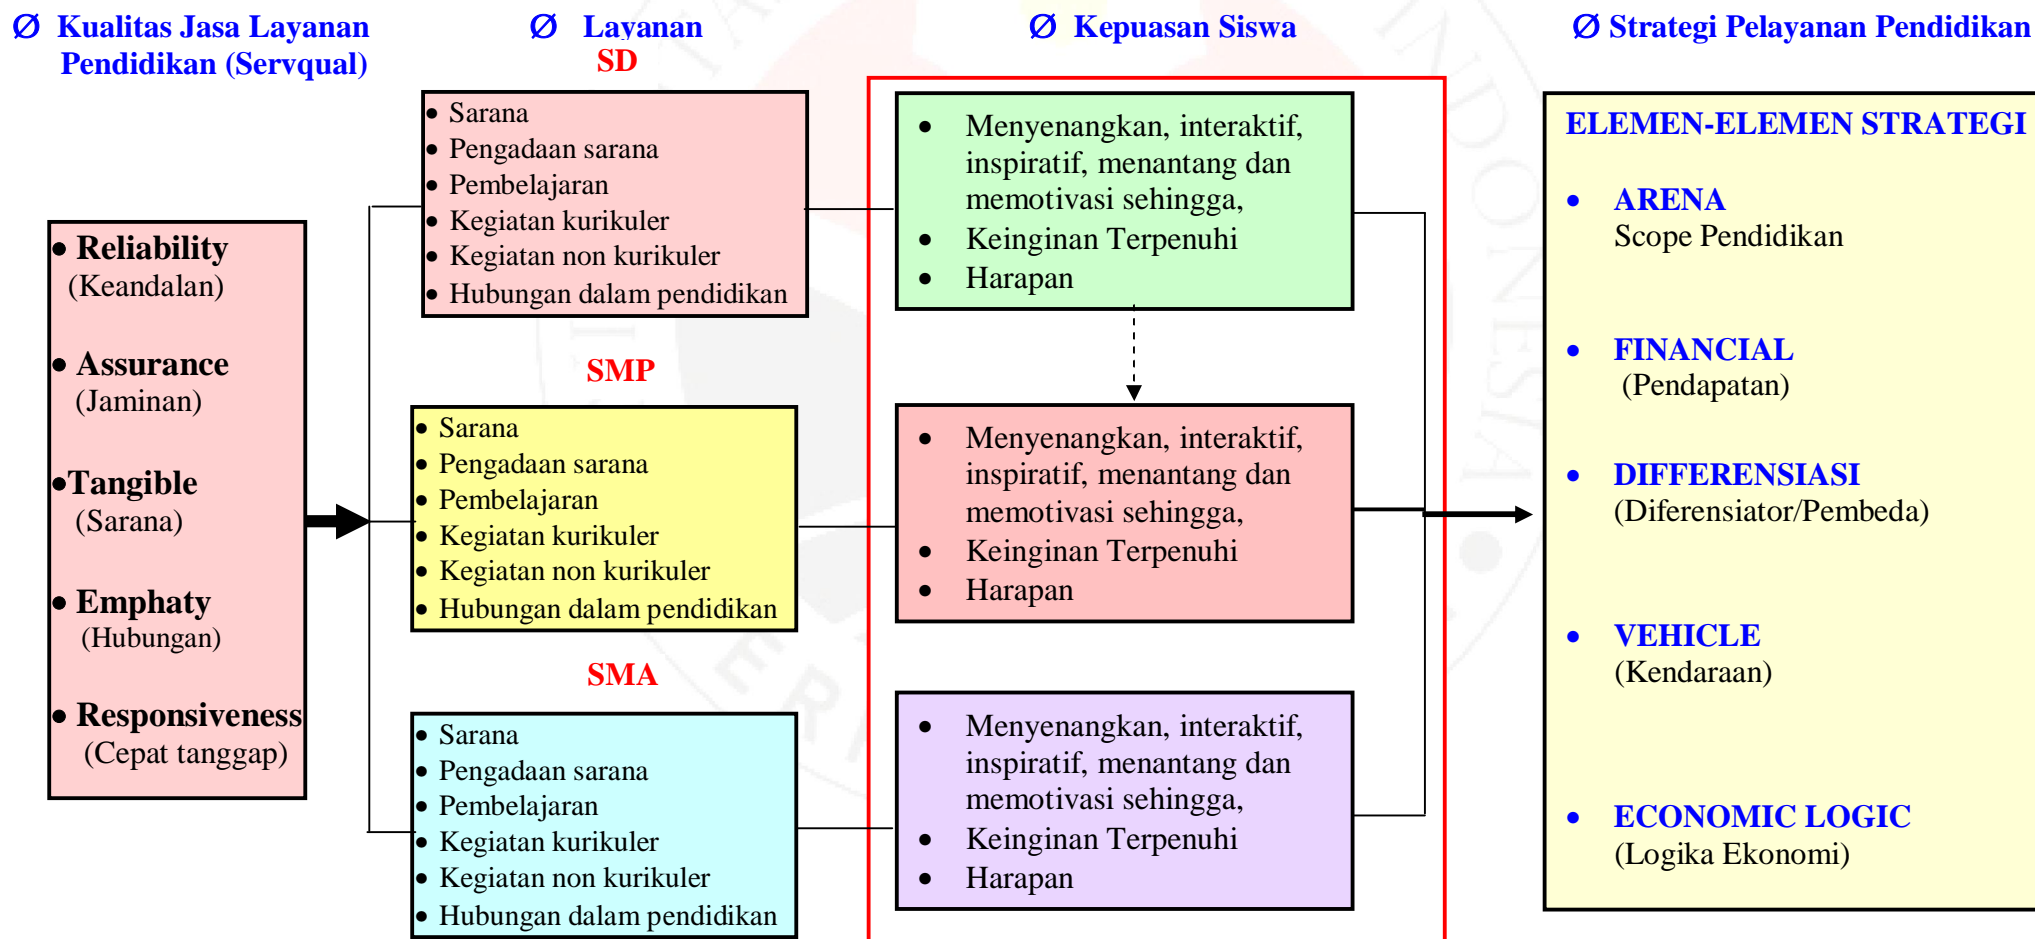 Ø Kualitas Jasa Layanan
Pendidikan (Servqual)
Ø Layanan
Ø Kepuasan Siswa
Ø Strategi Pelayanan Pendidikan
• Reliability
(Keandalan)
• Assurance
(Jaminan)
•Tangible
(Sarana)
• Emphaty
(Hubungan)
• Responsiveness
(Cepat tanggap)
SD
• Sarana
• Pengadaan sarana
• Pembelajaran
• Kegiatan kurikuler
• Kegiatan non kurikuler
• Hubungan dalam pendidikan
SMP
• Sarana
• Pengadaan sarana
• Pembelajaran
• Kegiatan kurikuler
• Kegiatan non kurikuler
• Hubungan dalam pendidikan
SMA
• Sarana
• Pengadaan sarana
• Pembelajaran
• Kegiatan kurikuler
• Kegiatan non kurikuler
• Hubungan dalam pendidikan
• Menyenangkan, interaktif,
inspiratif, menantang dan
memotivasi sehingga,
• Keinginan Terpenuhi
• Harapan
• Menyenangkan, interaktif,
inspiratif, menantang dan
memotivasi sehingga,
• Keinginan Terpenuhi
• Harapan
• Menyenangkan, interaktif,
inspiratif, menantang dan
memotivasi sehingga,
• Keinginan Terpenuhi
• Harapan
ELEMEN-ELEMEN STRATEGI
• ARENA
Scope Pendidikan
• FINANCIAL
(Pendapatan)
• DIFFERENSIASI
(Diferensiator/Pembeda)
• VEHICLE
(Kendaraan)
• ECONOMIC LOGIC
(Logika Ekonomi)